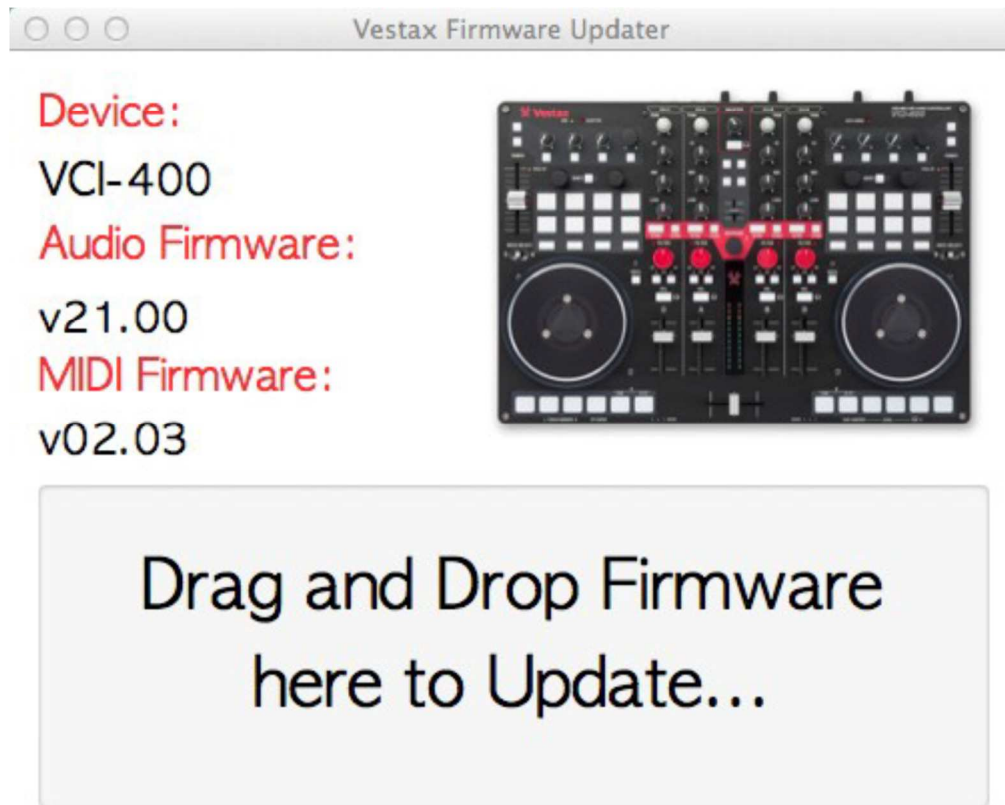 Vestax Firmware Updater
Device:
VCI-400
Audio Firmware:
v21.00
MIDI Firmware:
v02.03
Vestax
Drag and Drop Firmware
here to Update...